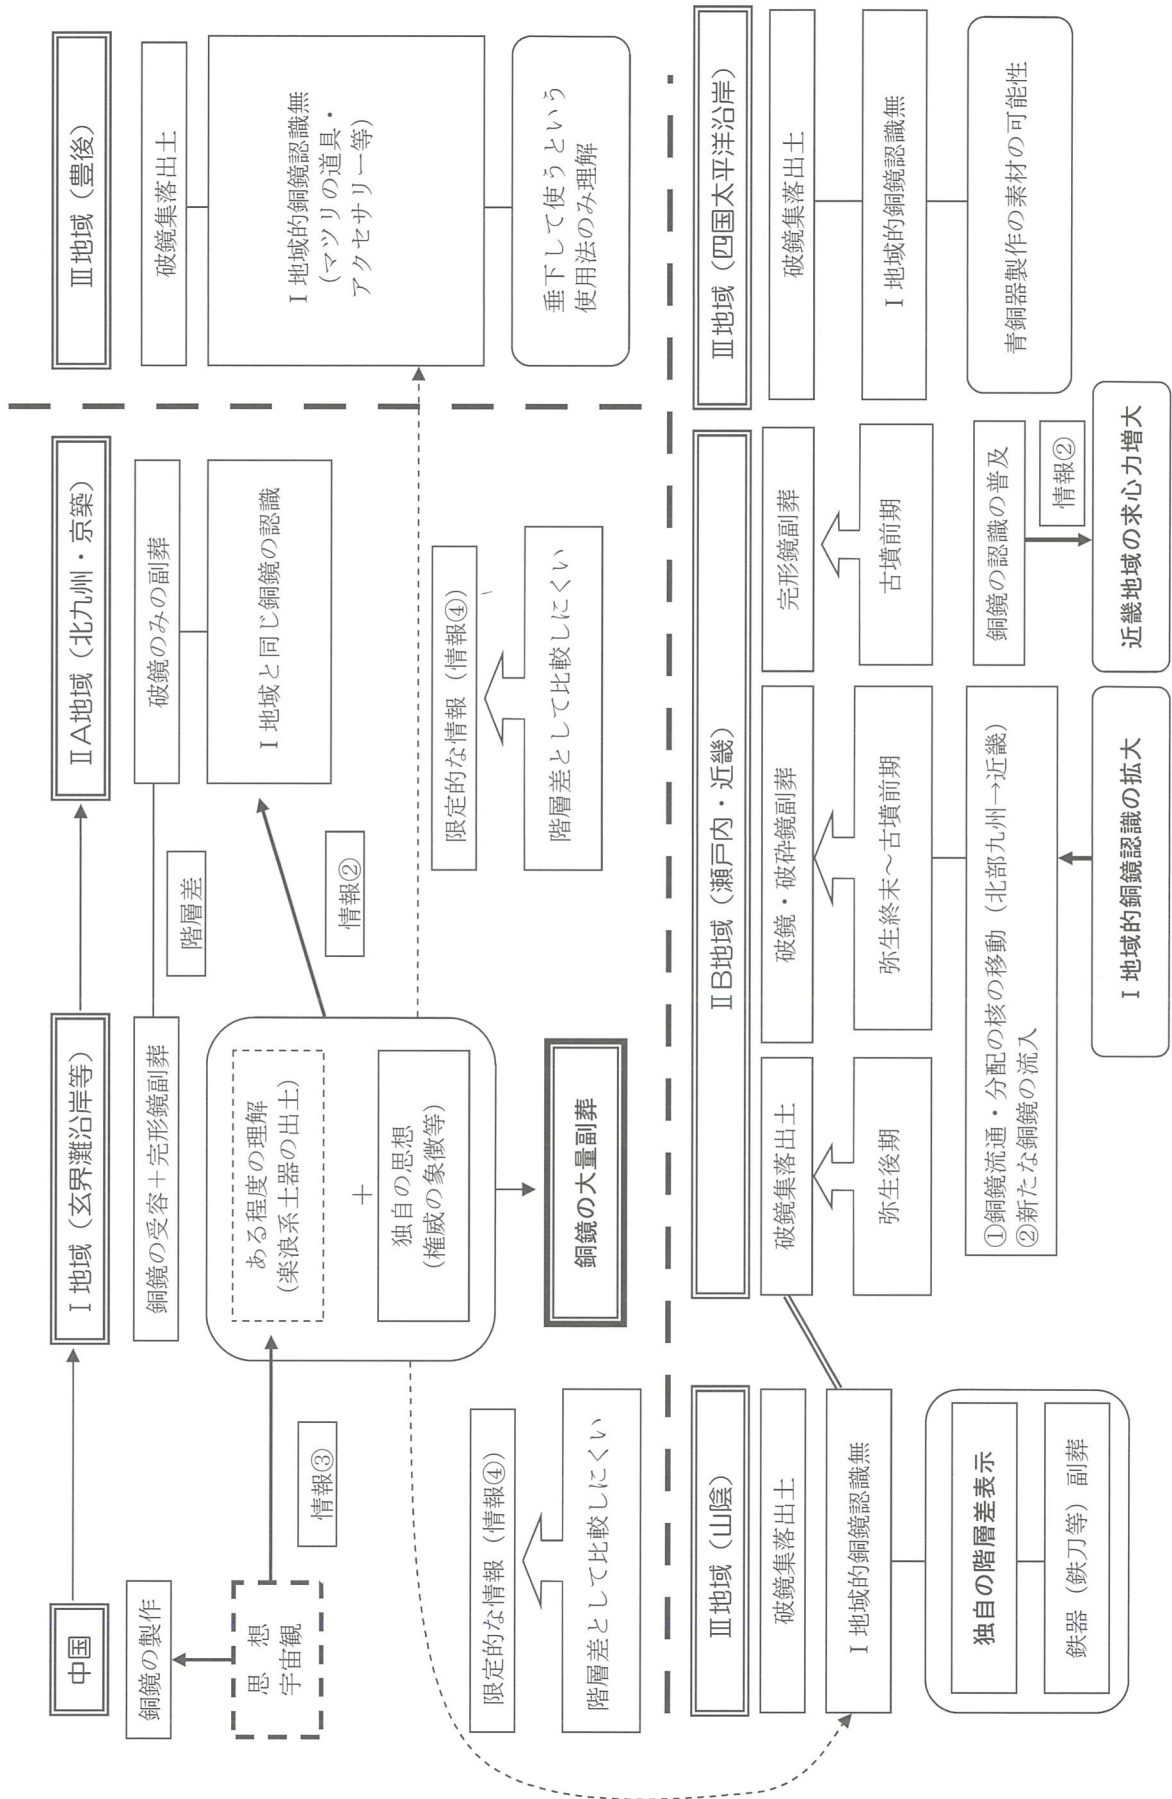 中国
銅鏡の製作
思　想
宇宙観
情報③
Ⅰ地域（玄界灘沿岸等）
銅鏡の受容＋完形鏡副葬
ある程度の理解
(楽浪系土器の出土)
＋
独自の思想
(権威の象徴等)
銅鏡の大量副葬
階層差
情報②
ⅡA地域（北九州・京築）
破鏡のみの副葬
Ⅰ地域と同じ銅鏡の認識
限定的な情報（情報④）
階層差として比較しにくい
限定的な情報（情報④）
階層差として比較しにくい
Ⅲ地域（豊後）
破鏡集落出土
Ⅰ地域的銅鏡認識無
(マツリの道具・
アクセサリー等)
垂下して使うという
使用法のみ理解
Ⅲ地域（山陰）
破鏡集落出土
Ⅰ地域的銅鏡認識無
独自の階層差表示
鉄器（鉄刀等）副葬
ⅡB地域（瀬戸内・近畿）
破鏡集落出土
弥生後期
破鏡・破砕鏡副葬
弥生終末～古墳前期
①銅鏡流通・分配の核の移動（北部九州→近畿）
②新たな銅鏡の流入
Ⅰ地域的銅鏡認識の拡大
完形鏡副葬
古墳前期
銅鏡の認識の普及
情報②
近畿地域の求心力増大
Ⅲ地域（四国太平洋沿岸）
破鏡集落出土
Ⅰ地域的銅鏡認識無
青銅器製作の素材の可能性